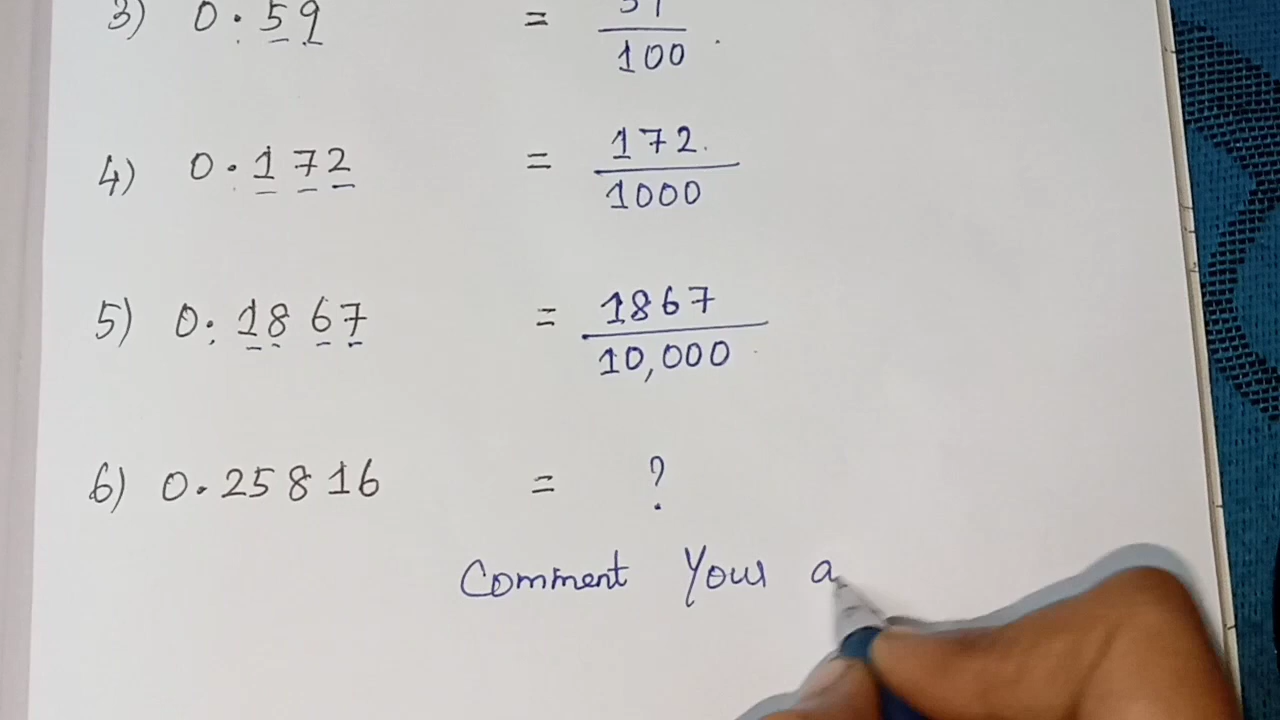 3) 0.59 =
100
4) 0.172 = 172
1000
5) 0.1867 = 1867
10,000
6) 0.25816 = ?
Comment Your a